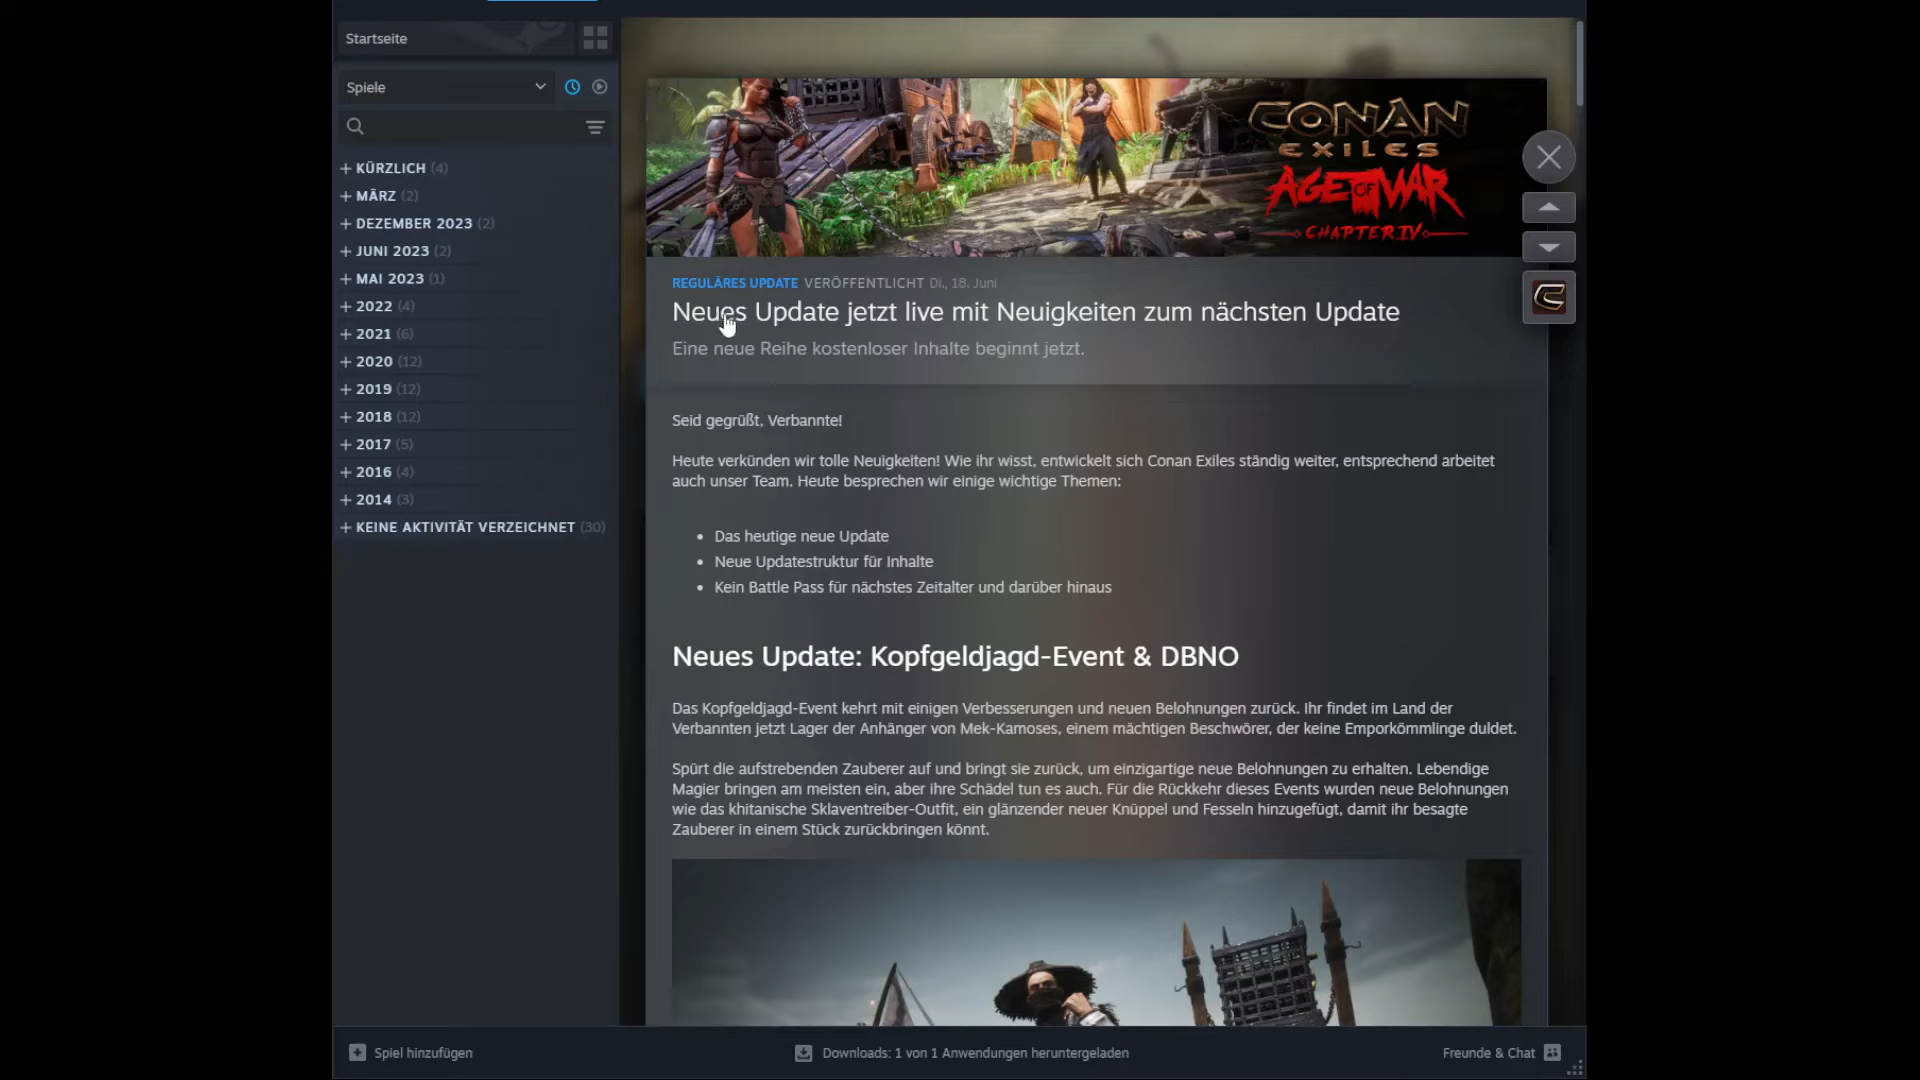 Startseite
Spiele
KÜRZLICH (4)
MÄRZ (2)
DEZEMBER 2023 (2)
JUNI 2023 (2)
MAI 2023 (1)
2022 (4)
2021 (6)
2020 (12)
2019 (12)
2018 (12)
2017 (5)
2016 (4)
2014 (3)
KEINE AKTIVITÄT VERZEICHNET (30)
CONAN
EXILES
AGE OF WAR
CHAPTER IV
REGULÄRES UPDATE VERÖFFENTLICHT Di., 18. Juni
Neues Update jetzt live mit Neuigkeiten zum nächsten Update
Eine neue Reihe kostenloser Inhalte beginnt jetzt.
Seid gegrüßt, Verbannte!
Heute verkünden wir tolle Neuigkeiten! Wie ihr wisst, entwickelt sich Conan Exiles ständig weiter, entsprechend arbeitet
auch unser Team. Heute besprechen wir einige wichtige Themen:
• Das heutige neue Update
• Neue Updatestruktur für Inhalte
• Kein Battle Pass für nächstes Zeitalter und darüber hinaus
Neues Update: Kopfgeldjagd-Event & DBNO
Das Kopfgeldjagd-Event kehrt mit einigen Verbesserungen und neuen Belohnungen zurück. Ihr findet im Land der
Verbannten jetzt Lager der Anhänger von Mek-Kamoses, einem mächtigen Beschwörer, der keine Emporkömmlinge duldet.
Spürt die aufstrebenden Zauberer auf und bringt sie zurück, um einzigartige neue Belohnungen zu erhalten. Lebendige
Magier bringen am meisten ein, aber ihre Schädel tun es auch. Für die Rückkehr dieses Events wurden neue Belohnungen
wie das khitanische Sklaventreiber-Outfit, ein glänzender neuer Knüppel und Fesseln hinzugefügt, damit ihr besagte
Zauberer in einem Stück zurückbringen könnt.
Spiel hinzufügen
Downloads: 1 von 1 Anwendungen heruntergeladen
Freunde & Chat